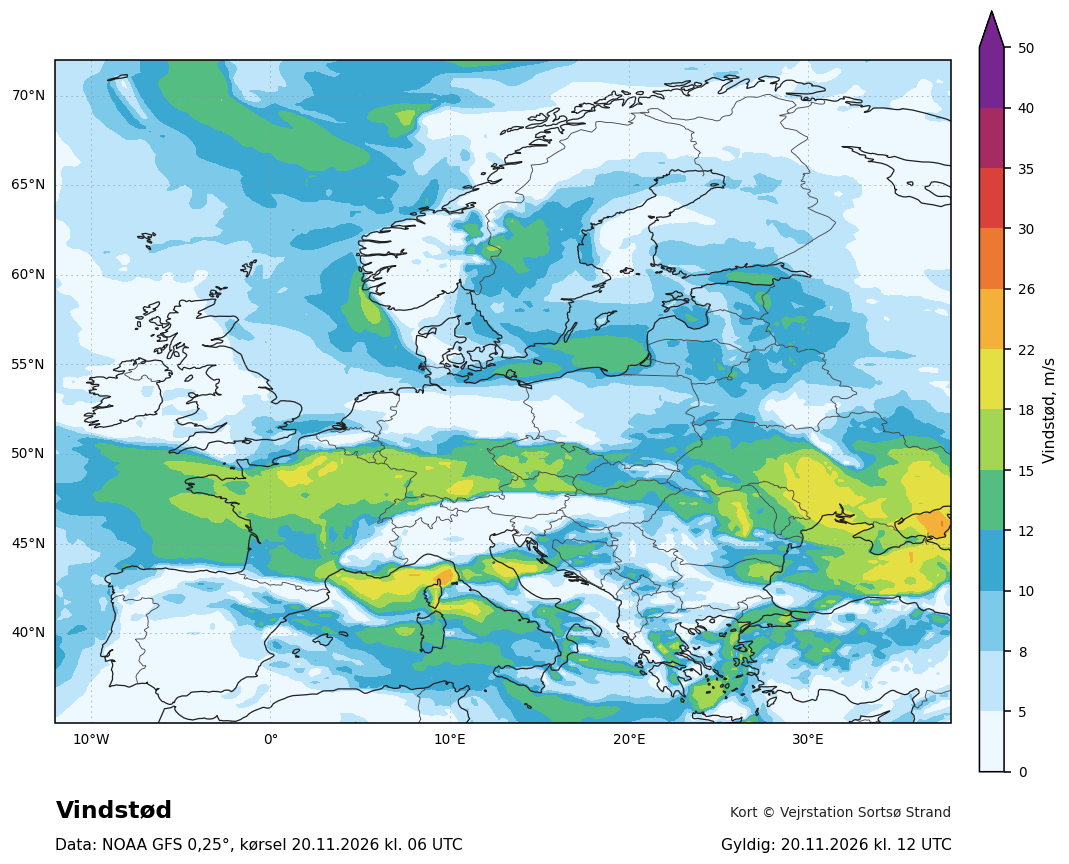 50
40
35
30
26
22
18
15
12
10
8
5
0
Vindstød, m/s
70°N
65°N
60°N
55°N
50°N
45°N
40°N
10°W
0°
10°E
20°E
30°E
Vindstød
Kort © Vejrstation Sortsø Strand
Data: NOAA GFS 0,25°, kørsel 20.11.2026 kl. 06 UTC
Gyldig: 20.11.2026 kl. 12 UTC